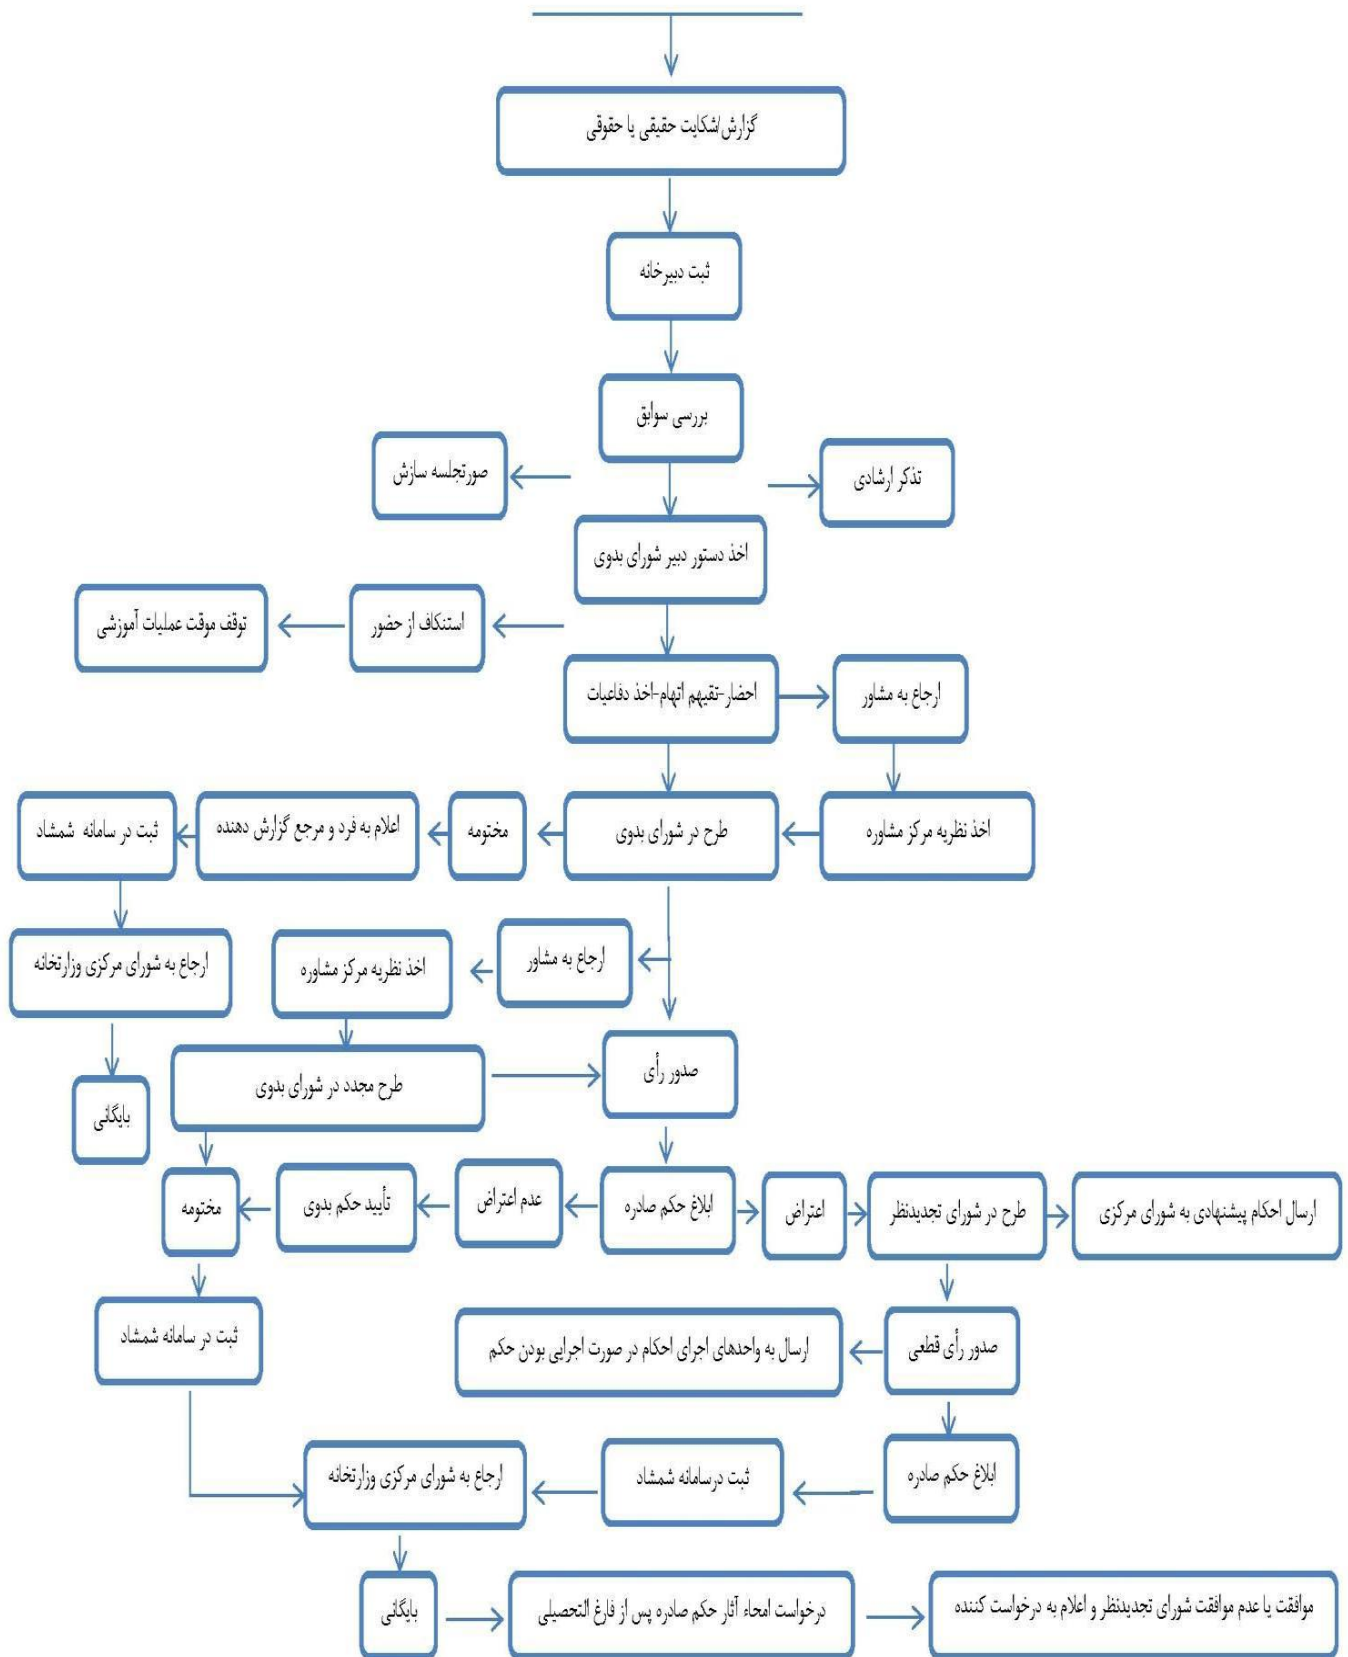 گزارش/شکایت حقیقی یا حقوقی
ثبت دبیرخانه
بررسی سوابق
تذکر ارشادی
صورتجلسه سازش
اخذ دستور دبیر شورای بدوی
استنکاف از حضور
توقف موقت عملیات آموزشی
ارجاع به مشاور
احضار-تقیهم اتهام-اخذ دفاعیات
اخذ نظریه مرکز مشاوره
طرح در شورای بدوی
مختومه
اعلام به فرد و مرجع گزارش دهنده
ثبت در سامانه شمشاد
ارجاع به مشاور
اخذ نظریه مرکز مشاوره
ارجاع به شورای مرکزی وزارتخانه
صدور رأی
طرح مجدد در شورای بدوی
بایگانی
ارسال احکام پیشنهادی به شورای مرکزی
طرح در شورای تجدیدنظر
اعتراض
ابلاغ حکم صادره
عدم اعتراض
تأیید حکم بدوی
مختومه
صدور رأی قطعی
ارسال به واحدهای اجرای احکام در صورت اجرایی بودن حکم
ثبت در سامانه شمشاد
ابلاغ حکم صادره
ثبت درسامانه شمشاد
ارجاع به شورای مرکزی وزارتخانه
بایگانی
درخواست امحاء آثار حکم صادره پس از فارغ التحصیلی
موافقت یا عدم موافقت شورای تجدیدنظر و اعلام به درخواست کننده